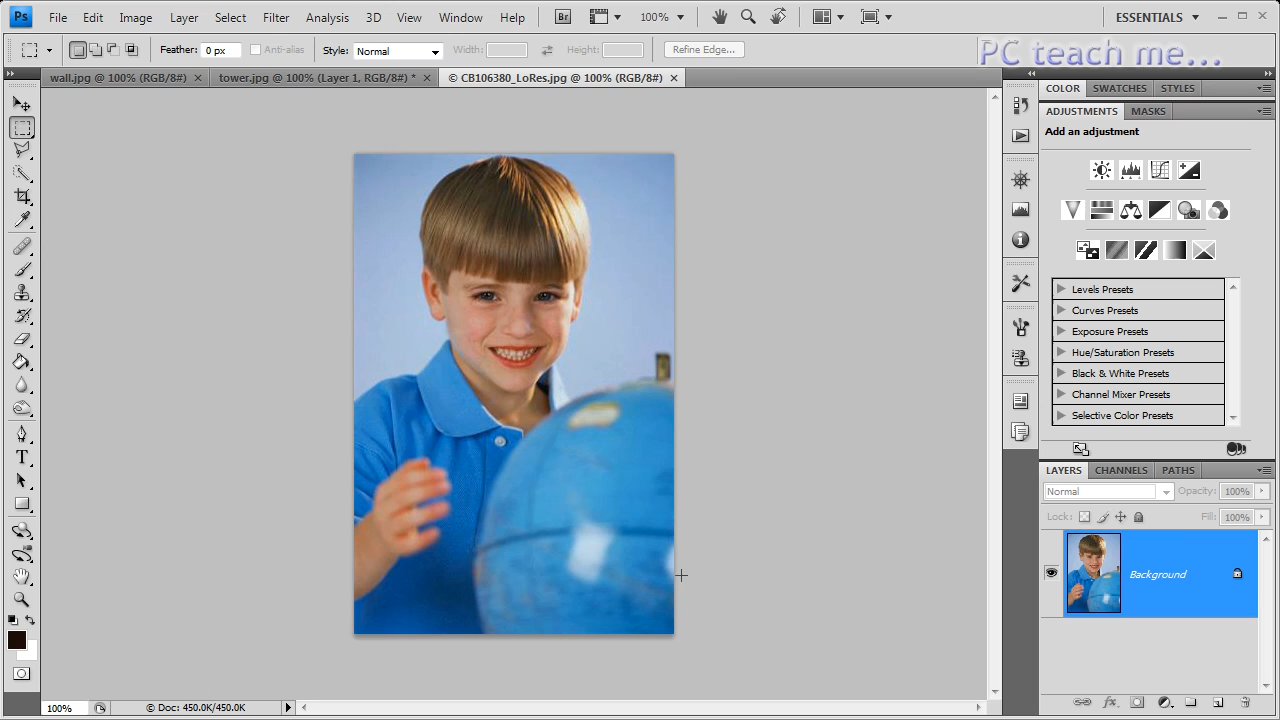 Ps File Edit Image Layer Select Filter Analysis 3D View Window Help Br 100% ESSENTIALS
Feather: 0 px Anti-alias Style: Normal Width: Height: Refine Edge...
PC teach me...
wall.jpg @ 100% (RGB/8#) tower.jpg @ 100% (Layer 1, RGB/8#) * © CB106380_LoRes.jpg @ 100% (RGB/8#)
COLOR SWATCHES STYLES
ADJUSTMENTS MASKS
Add an adjustment
Levels Presets
Curves Presets
Exposure Presets
Hue/Saturation Presets
Black & White Presets
Channel Mixer Presets
Selective Color Presets
LAYERS CHANNELS PATHS
Normal Opacity: 100%
Lock: Fill: 100%
Background
100% © Doc: 450.0K/450.0K